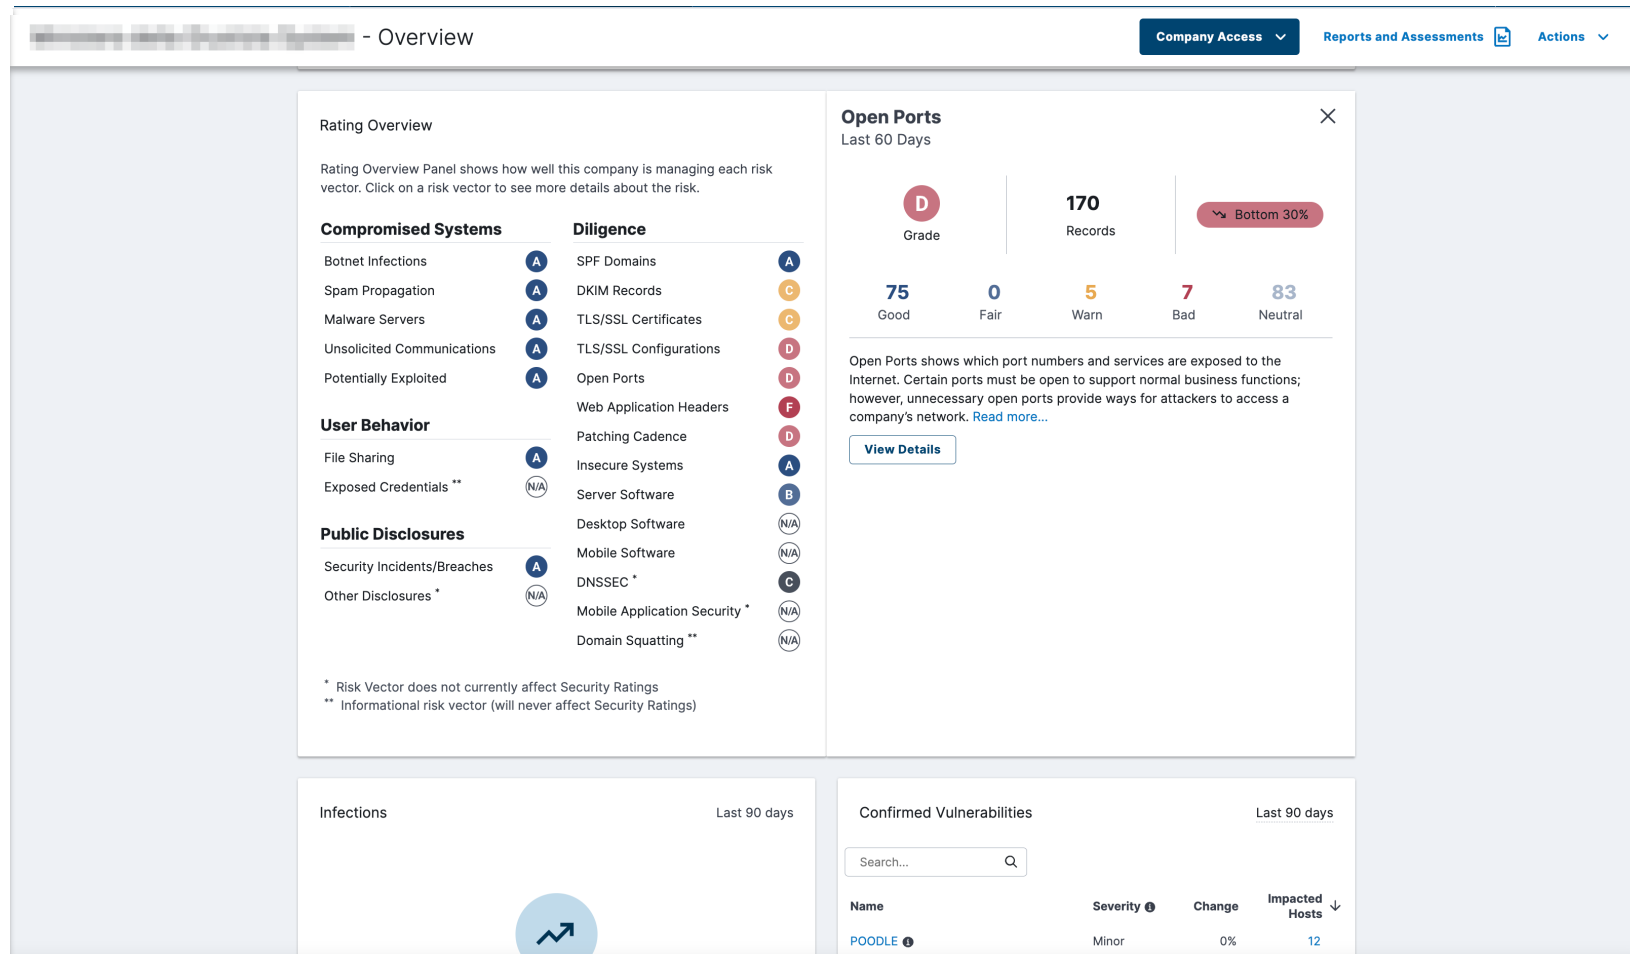 - Overview
Company Access
Reports and Assessments
Actions
Rating Overview
Rating Overview Panel shows how well this company is managing each risk
vector. Click on a risk vector to see more details about the risk.
Compromised Systems
Botnet Infections A
Spam Propagation A
Malware Servers A
Unsolicited Communications A
Potentially Exploited A
User Behavior
File Sharing A
Exposed Credentials ** N/A
Public Disclosures
Security Incidents/Breaches A
Other Disclosures * N/A
Diligence
SPF Domains A
DKIM Records C
TLS/SSL Certificates C
TLS/SSL Configurations D
Open Ports D
Web Application Headers F
Patching Cadence D
Insecure Systems A
Server Software B
Desktop Software N/A
Mobile Software N/A
DNSSEC * C
Mobile Application Security * N/A
Domain Squatting ** N/A
* Risk Vector does not currently affect Security Ratings
** Informational risk vector (will never affect Security Ratings)
Open Ports
Last 60 Days
D
Grade
170
Records
Bottom 30%
75 0 5 7 83
Good Fair Warn Bad Neutral
Open Ports shows which port numbers and services are exposed to the
Internet. Certain ports must be open to support normal business functions;
however, unnecessary open ports provide ways for attackers to access a
company's network. Read more...
View Details
Infections Last 90 days
Confirmed Vulnerabilities Last 90 days
Search...
Name Severity Change Impacted
Hosts
POODLE Minor 0% 12